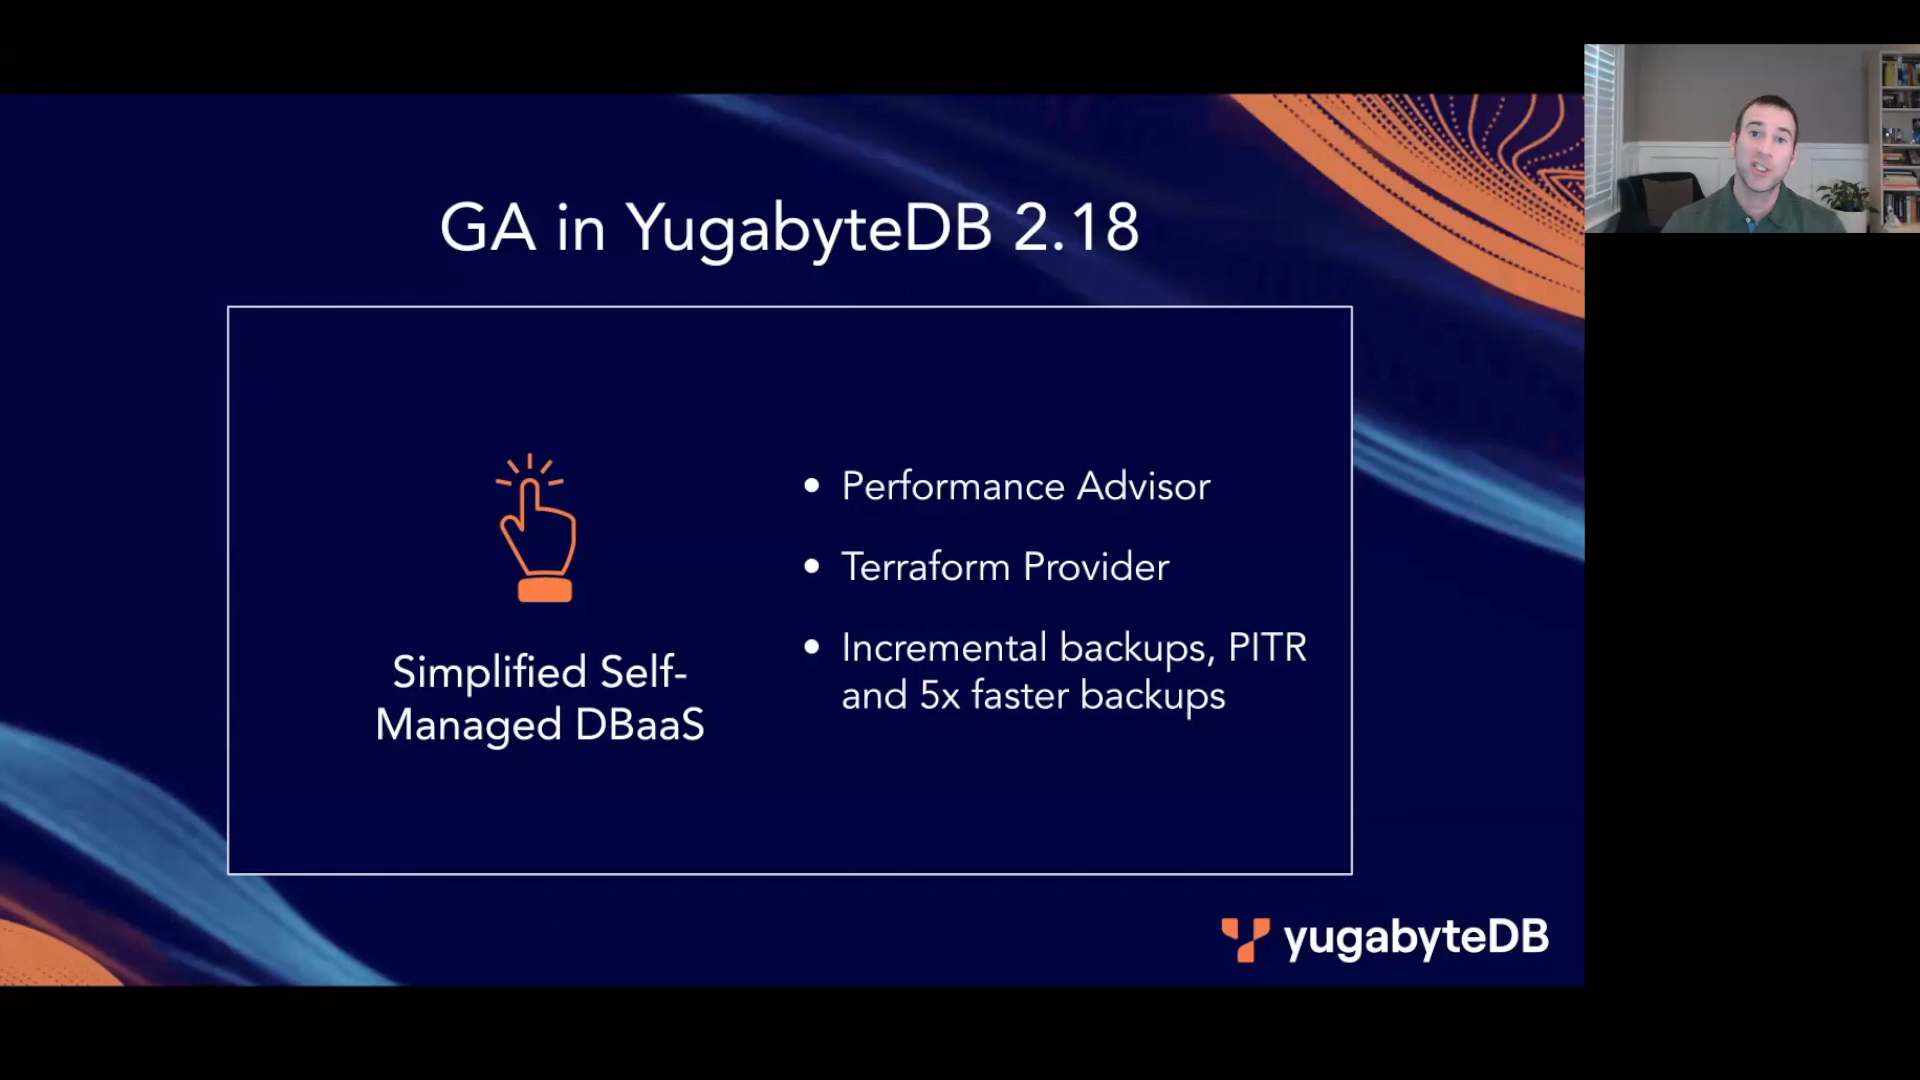 GA in YugabyteDB 2.18
Simplified Self-
Managed DBaaS
• Performance Advisor
• Terraform Provider
• Incremental backups, PITR
and 5x faster backups
yugabyteDB